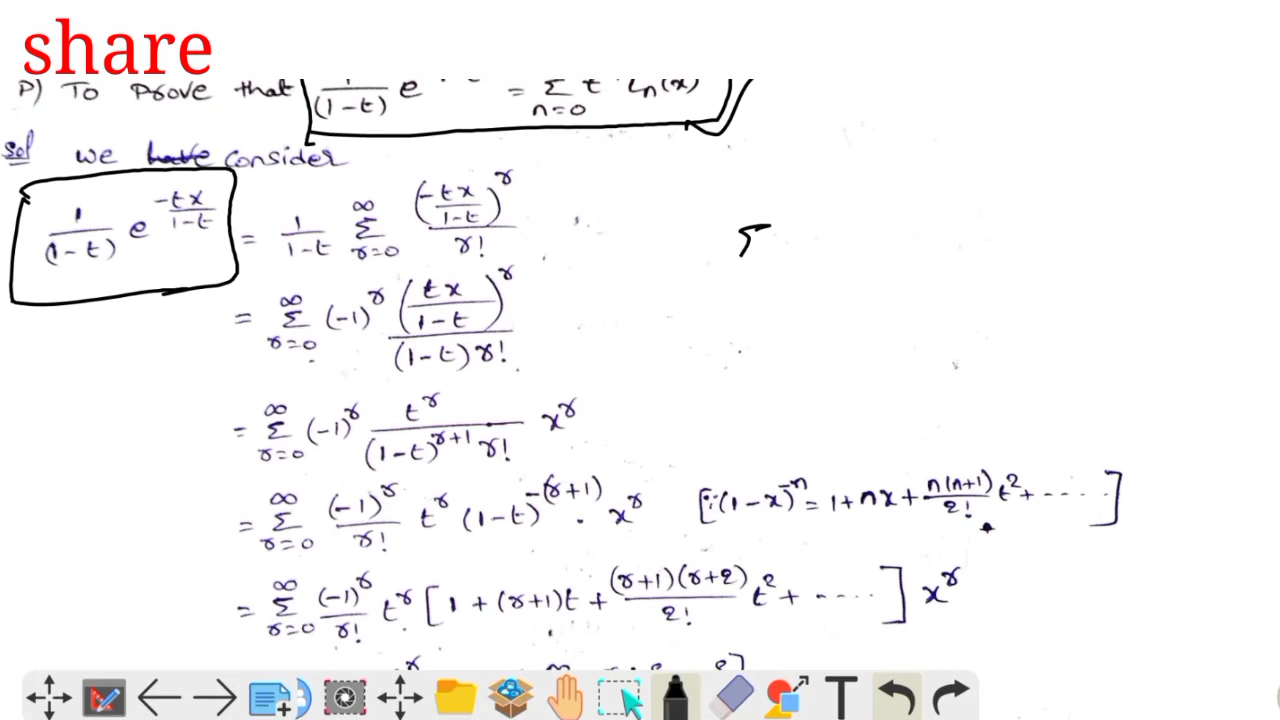 share
P) To Prove that 1/(1-t) e = Σ n=0 t Ln(x)
Sol we have consider
1/(1-t) e^(-tx/(1-t)) = 1/(1-t) Σ_{r=0}^{∞} (-tx/(1-t))^r / r!
= Σ_{r=0}^{∞} (-1)^r (tx/(1-t))^r / (1-t) r!
= Σ_{r=0}^{∞} (-1)^r t^r / (1-t)^{r+1} r! x^r
= Σ_{r=0}^{∞} (-1)^r / r! t^r (1-t)^{-(r+1)} . x^r [∵(1-x)^{-n} = 1+nx+ n(n+1)/2! t^2 + ----]
= Σ_{r=0}^{∞} (-1)^r / r! t^r [1 + (r+1)t + (r+1)(r+2)/2! t^2 + ----] x^r